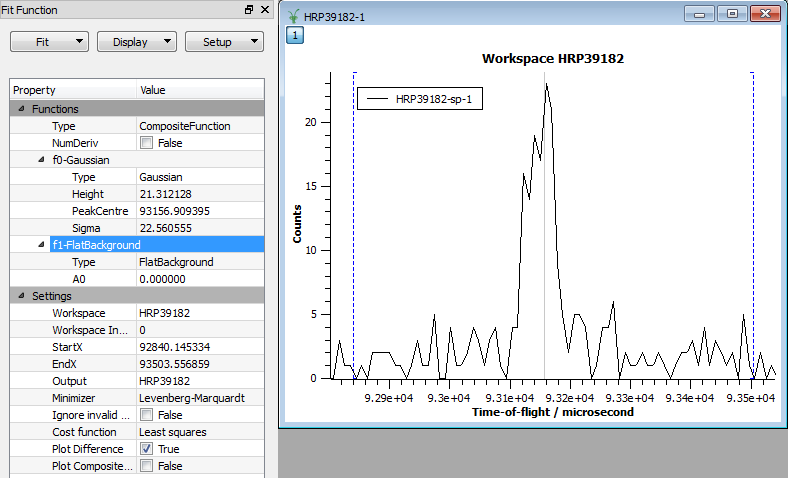 Fit Function
Fit Display Setup
Property Value
Functions
Type CompositeFunction
NumDeriv False
f0-Gaussian
Type Gaussian
Height 21.312128
PeakCentre 93156.909395
Sigma 22.560555
f1-FlatBackground
Type FlatBackground
A0 0.000000
Settings
Workspace HRP39182
Workspace In... 0
StartX 92840.145334
EndX 93503.556859
Output HRP39182
Minimizer Levenberg-Marquardt
Ignore invalid ... False
Cost function Least squares
Plot Difference True
Plot Composite... False
HRP39182-1
1
Workspace HRP39182
HRP39182-sp-1
Counts
20
15
10
5
0
9.29e+04 9.30e+04 9.31e+04 9.32e+04 9.33e+04 9.34e+04 9.35e+04
Time-of-flight / microsecond